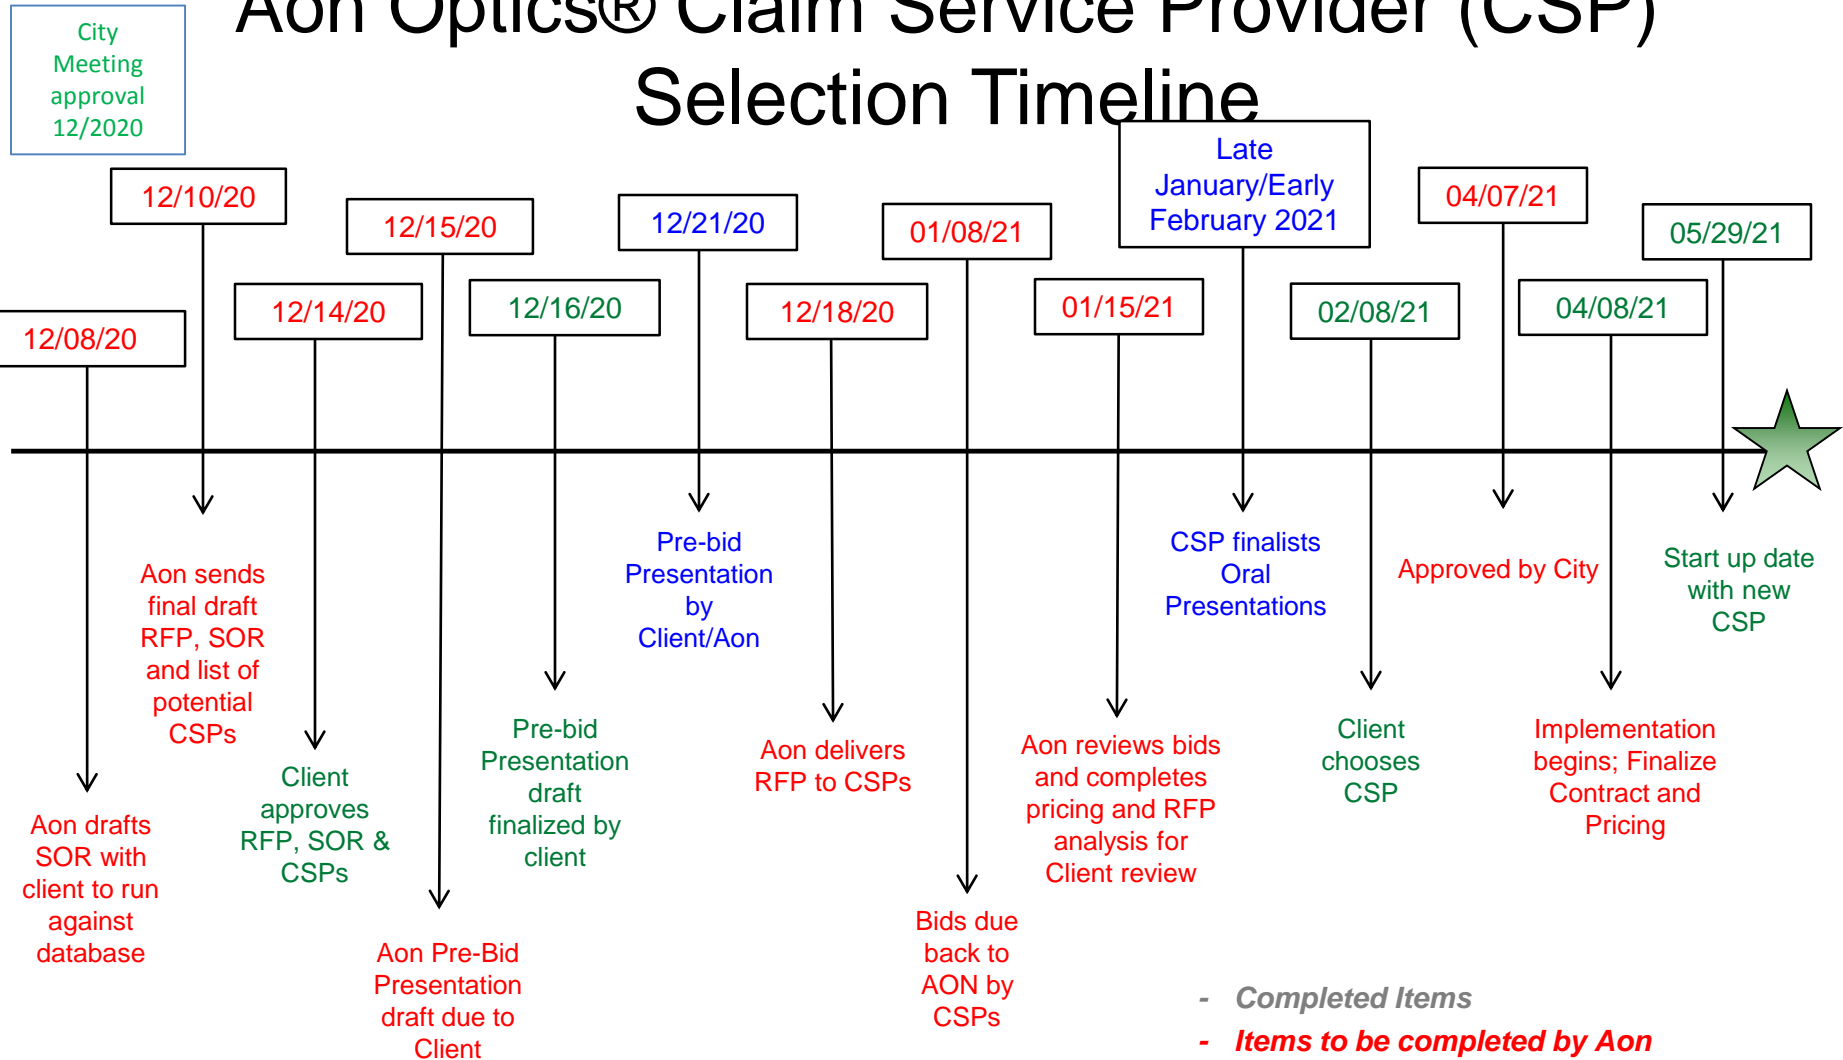 Aon Optics® Claim Service Provider (CSP)
Selection Timeline
City
Meeting
approval
12/2020
12/08/20
12/10/20
12/14/20
12/15/20
12/16/20
12/21/20
12/18/20
01/08/21
01/15/21
Late
January/Early
February 2021
02/08/21
04/07/21
04/08/21
05/29/21
Aon drafts
SOR with
client to run
against
database
Aon sends
final draft
RFP, SOR
and list of
potential
CSPs
Client
approves
RFP, SOR &
CSPs
Aon Pre-Bid
Presentation
draft due to
Client
Pre-bid
Presentation
draft
finalized by
client
Pre-bid
Presentation
by
Client/Aon
Aon delivers
RFP to CSPs
Bids due
back to
AON by
CSPs
Aon reviews bids
and completes
pricing and RFP
analysis for
Client review
CSP finalists
Oral
Presentations
Client
chooses
CSP
Approved by City
Implementation
begins; Finalize
Contract and
Pricing
Start up date
with new
CSP
- Completed Items
- Items to be completed by Aon